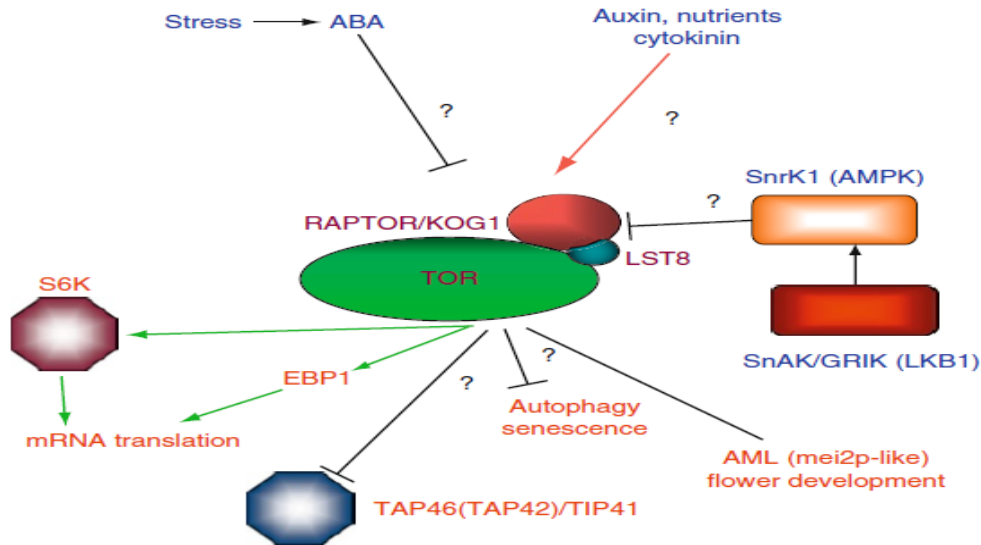 Stress ABA
Auxin, nutrients
cytokinin
?
?
SnrK1 (AMPK)
?
RAPTOR/KOG1
LST8
TOR
S6K
SnAK/GRIK (LKB1)
?
?
EBP1
Autophagy
senescence
mRNA translation
AML (mei2p-like)
flower development
TAP46(TAP42)/TIP41